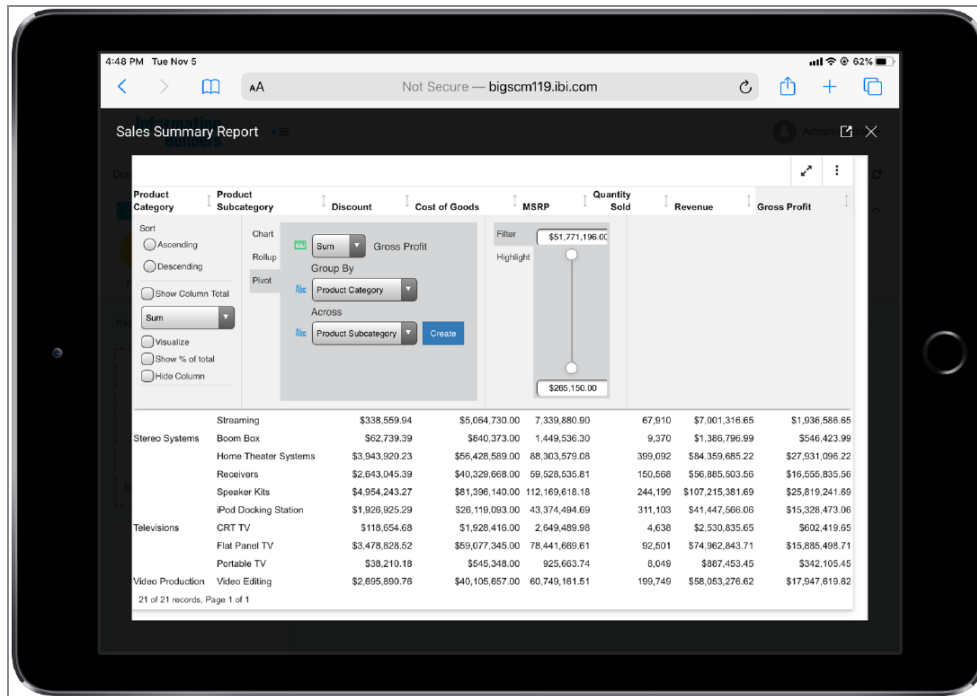 4:48 PM Tue Nov 5
62%
AA Not Secure — bigscm119.ibi.com
Information
Builders
Sales Summary Report
Product Category Product Subcategory Discount Cost of Goods MSRP Quantity Sold Revenue Gross Profit
Sort
Ascending
Descending
Show Column Total
Sum
Visualize
Show % of total
Hide Column
Chart
Rollup
Pivot
Sum Gross Profit
Group By
Abc Product Category
Across
Abc Product Subcategory Create
Filter
Highlight
$51,771,196.00
$265,150.00
Streaming $338,559.94 $5,064,730.00 7,339,880.90 67,910 $7,001,316.65 $1,936,586.65
Stereo Systems Boom Box $62,739.39 $840,373.00 1,449,536.30 9,370 $1,386,796.99 $546,423.99
Home Theater Systems $3,943,920.23 $56,428,589.00 88,303,579.08 399,092 $84,359,685.22 $27,931,096.22
Receivers $2,643,045.39 $40,329,668.00 59,528,535.81 150,568 $56,885,503.56 $16,555,835.56
Speaker Kits $4,954,243.27 $81,396,140.00 112,169,618.18 244,199 $107,215,381.69 $25,819,241.69
iPod Docking Station $1,926,925.29 $26,119,093.00 43,374,494.69 311,103 $41,447,566.06 $15,328,473.06
Televisions CRT TV $118,654.68 $1,928,416.00 2,649,489.98 4,638 $2,530,835.65 $602,419.65
Flat Panel TV $3,478,828.52 $59,077,345.00 78,441,669.61 92,501 $74,962,843.71 $15,885,498.71
Portable TV $38,210.18 $545,348.00 925,663.74 8,049 $887,453.45 $342,105.45
Video Production Video Editing $2,695,890.76 $40,105,657.00 60,749,161.51 199,749 $58,053,276.62 $17,947,619.62
21 of 21 records, Page 1 of 1